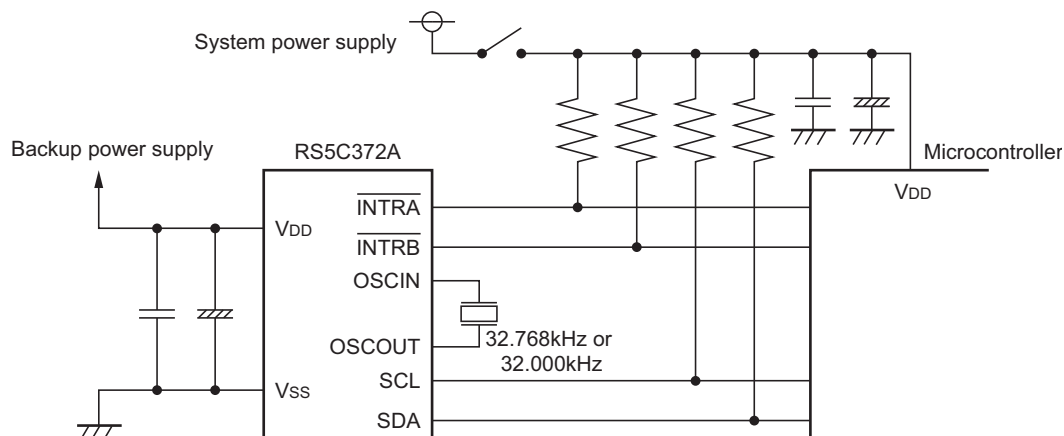 System power supply
Backup power supply
RS5C372A
Microcontroller
VDD
INTRA
VDD
INTRB
OSCIN
32.768kHz or
32.000kHz
OSCOUT
SCL
VSS
SDA